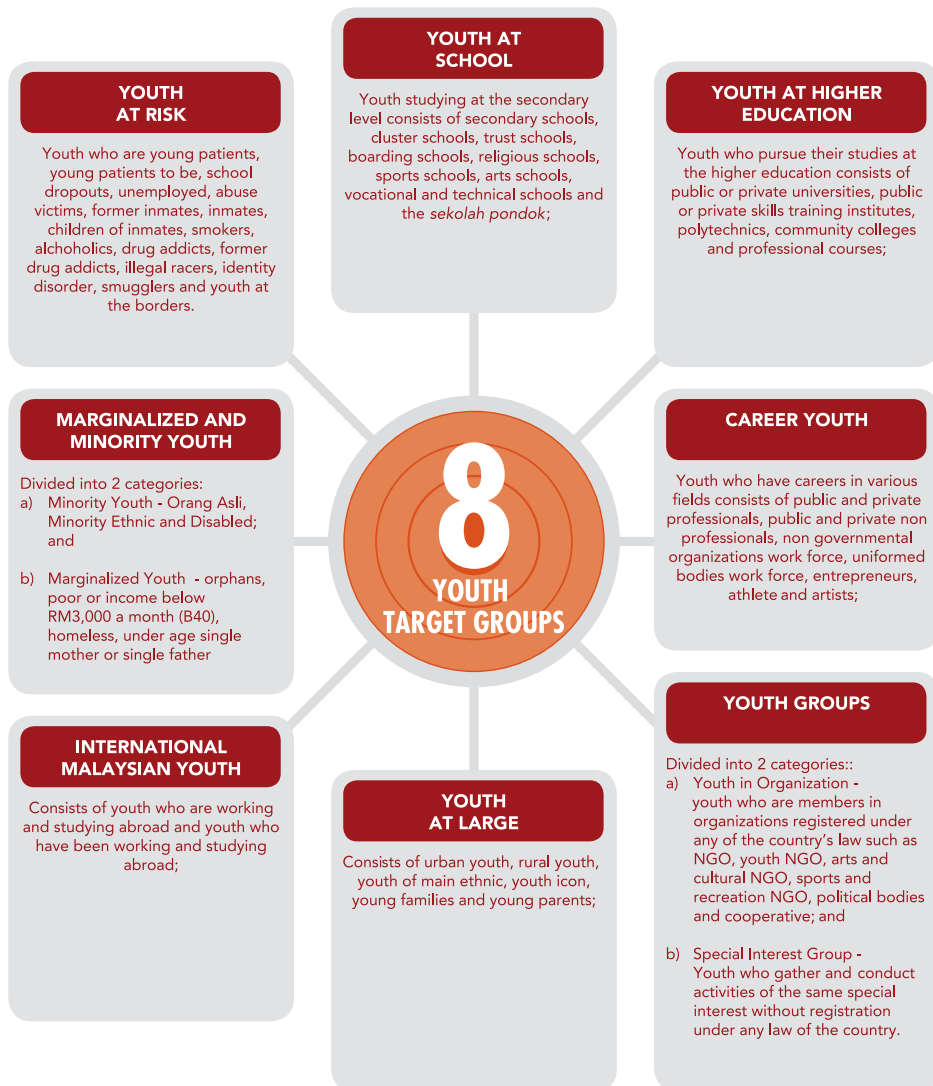 YOUTH AT
SCHOOL
Youth studying at the secondary
level consists of secondary schools,
cluster schools, trust schools,
boarding schools, religious schools,
sports schools, arts schools,
vocational and technical schools and
the sekolah pondok;
YOUTH
AT RISK
Youth who are young patients,
young patients to be, school
dropouts, unemployed, abuse
victims, former inmates, inmates,
children of inmates, smokers,
alchoholics, drug addicts, former
drug addicts, illegal racers, identity
disorder, smugglers and youth at
the borders.
YOUTH AT HIGHER
EDUCATION
Youth who pursue their studies at
the higher education consists of
public or private universities, public
or private skills training institutes,
polytechnics, community colleges
and professional courses;
MARGINALIZED AND
MINORITY YOUTH
Divided into 2 categories:
a) Minority Youth - Orang Asli,
Minority Ethnic and Disabled;
and
b) Marginalized Youth - orphans,
poor or income below
RM3,000 a month (B40),
homeless, under age single
mother or single father
8
YOUTH
TARGET GROUPS
CAREER YOUTH
Youth who have careers in various
fields consists of public and private
professionals, public and private non
professionals, non governmental
organizations work force, uniformed
bodies work force, entrepreneurs,
athlete and artists;
INTERNATIONAL
MALAYSIAN YOUTH
Consists of youth who are working
and studying abroad and youth who
have been working and studying
abroad;
YOUTH
AT LARGE
Consists of urban youth, rural youth,
youth of main ethnic, youth icon,
young families and young parents;
YOUTH GROUPS
Divided into 2 categories::
a) Youth in Organization -
youth who are members in
organizations registered under
any of the country's law such as
NGO, youth NGO, arts and
cultural NGO, sports and
recreation NGO, political bodies
and cooperative; and
b) Special Interest Group -
Youth who gather and conduct
activities of the same special
interest without registration
under any law of the country.